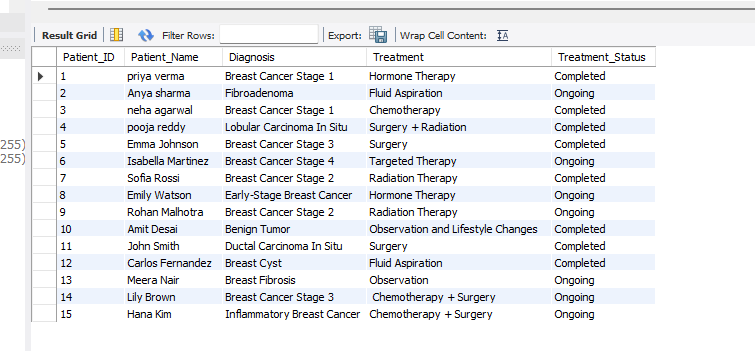 Result Grid Filter Rows: Export: Wrap Cell Content: IA
Patient_ID Patient_Name Diagnosis Treatment Treatment_Status
1 priya verma Breast Cancer Stage 1 Hormone Therapy Completed
2 Anya sharma Fibroadenoma Fluid Aspiration Ongoing
3 neha agarwal Breast Cancer Stage 1 Chemotherapy Completed
255) 4 pooja reddy Lobular Carcinoma In Situ Surgery + Radiation Completed
5 Emma Johnson Breast Cancer Stage 3 Surgery Completed
255) 6 Isabella Martinez Breast Cancer Stage 4 Targeted Therapy Ongoing
7 Sofia Rossi Breast Cancer Stage 2 Radiation Therapy Completed
8 Emily Watson Early-Stage Breast Cancer Hormone Therapy Ongoing
9 Rohan Malhotra Breast Cancer Stage 2 Radiation Therapy Ongoing
10 Amit Desai Benign Tumor Observation and Lifestyle Changes Completed
11 John Smith Ductal Carcinoma In Situ Surgery Completed
12 Carlos Fernandez Breast Cyst Fluid Aspiration Completed
13 Meera Nair Breast Fibrosis Observation Ongoing
14 Lily Brown Breast Cancer Stage 3 Chemotherapy + Surgery Ongoing
15 Hana Kim Inflammatory Breast Cancer Chemotherapy + Surgery Ongoing